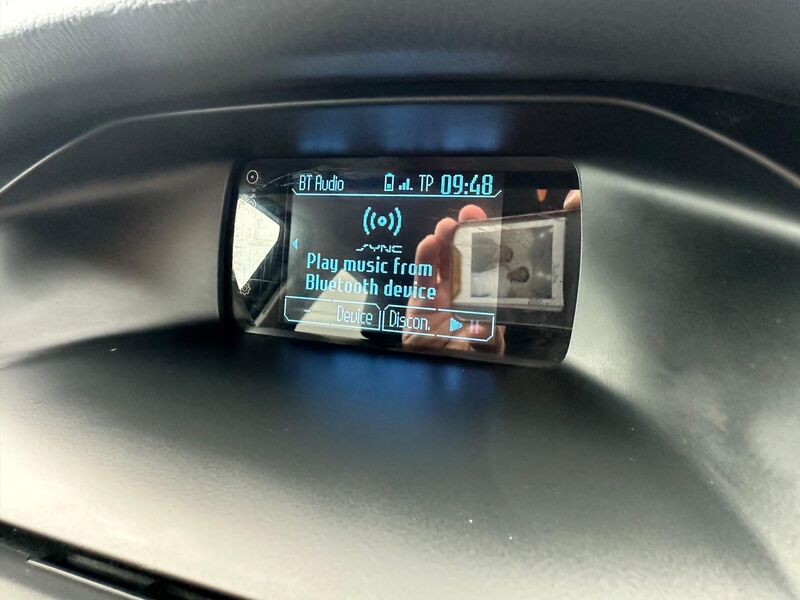 BT Audio TP 09:48
SYNC
Play music from
Bluetooth device
Device Discon.